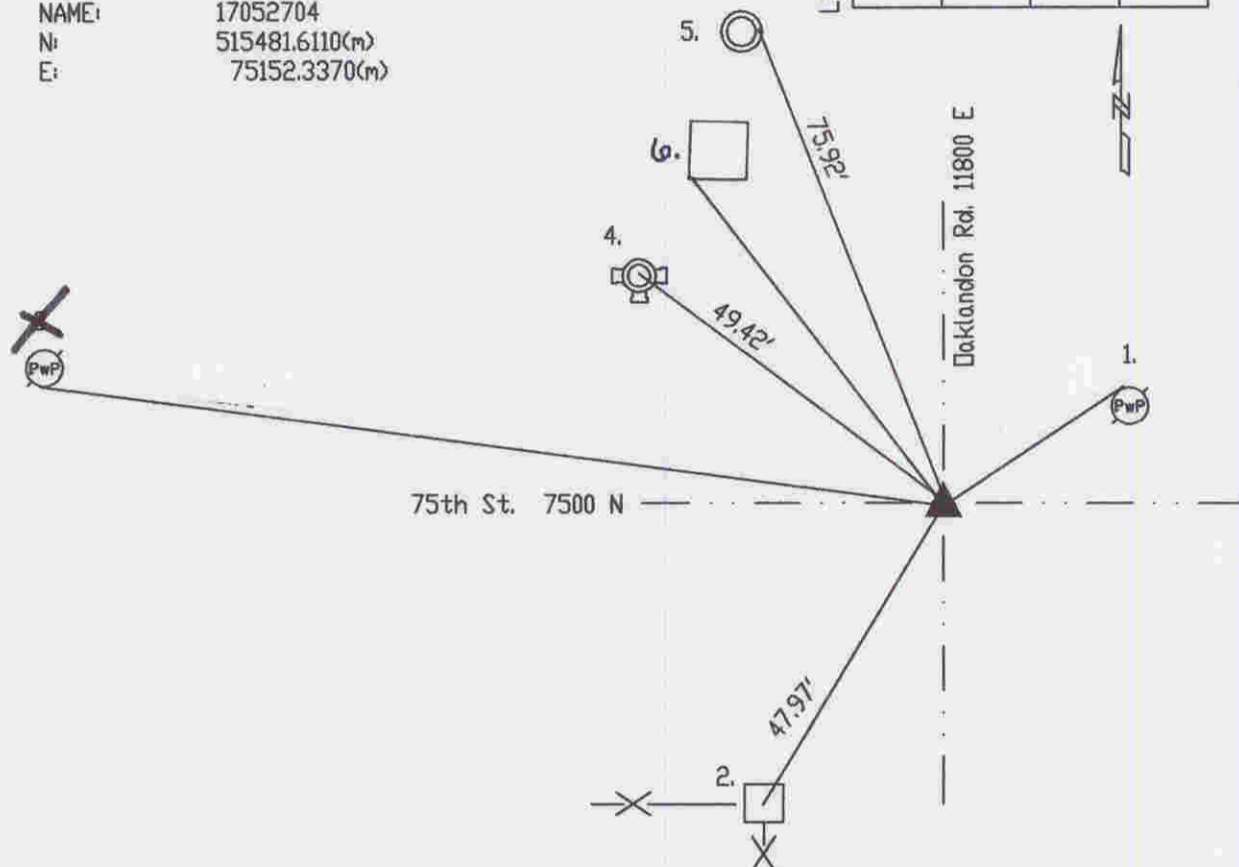 NAME: 17052704
N: 515481.6110(m)
E: 75152.3370(m)
5.
75.92'
N
6.
4.
49.42'
Oaklandon Rd. 11800 E
1.
PwP
PwP
75th St. 7500 N
47.97'
2.